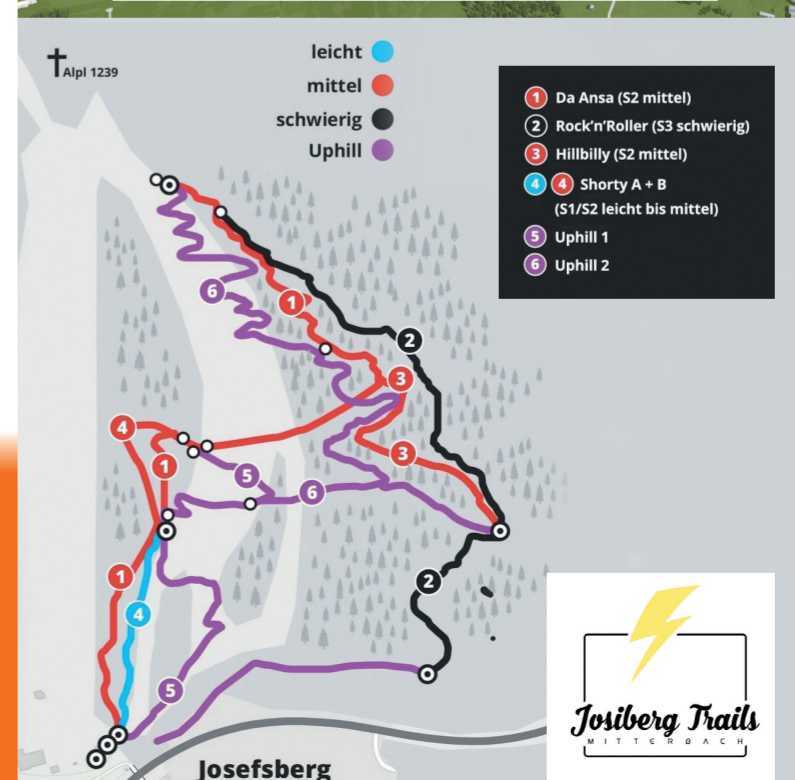 Alpl 1239
leicht
mittel
schwierig
Uphill
1 Da Ansa (S2 mittel)
2 Rock'n'Roller (S3 schwierig)
3 Hillbilly (S2 mittel)
4 4 Shorty A + B
(S1/S2 leicht bis mittel)
5 Uphill 1
6 Uphill 2
6
1
2
3
4
1
5
3
6
1
4
2
5
Josefsberg
Josiberg Trails
MITTERBACH